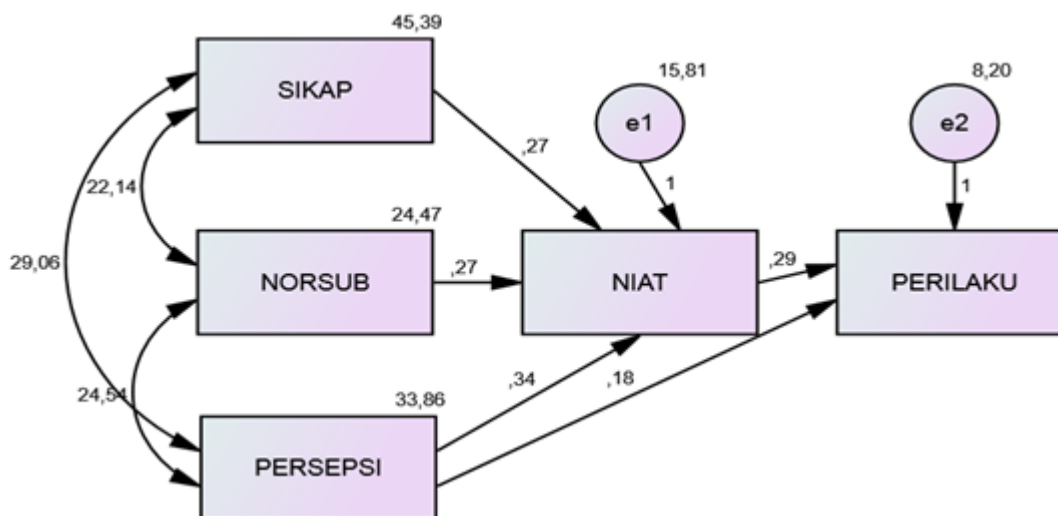 45,39
SIKAP
15,81
e1
8,20
e2
,27
1
1
22,14
24,47
NORSUB
,27
NIAT
,29
PERILAKU
29,06
24,54
33,86
,34
,18
PERSEPSI